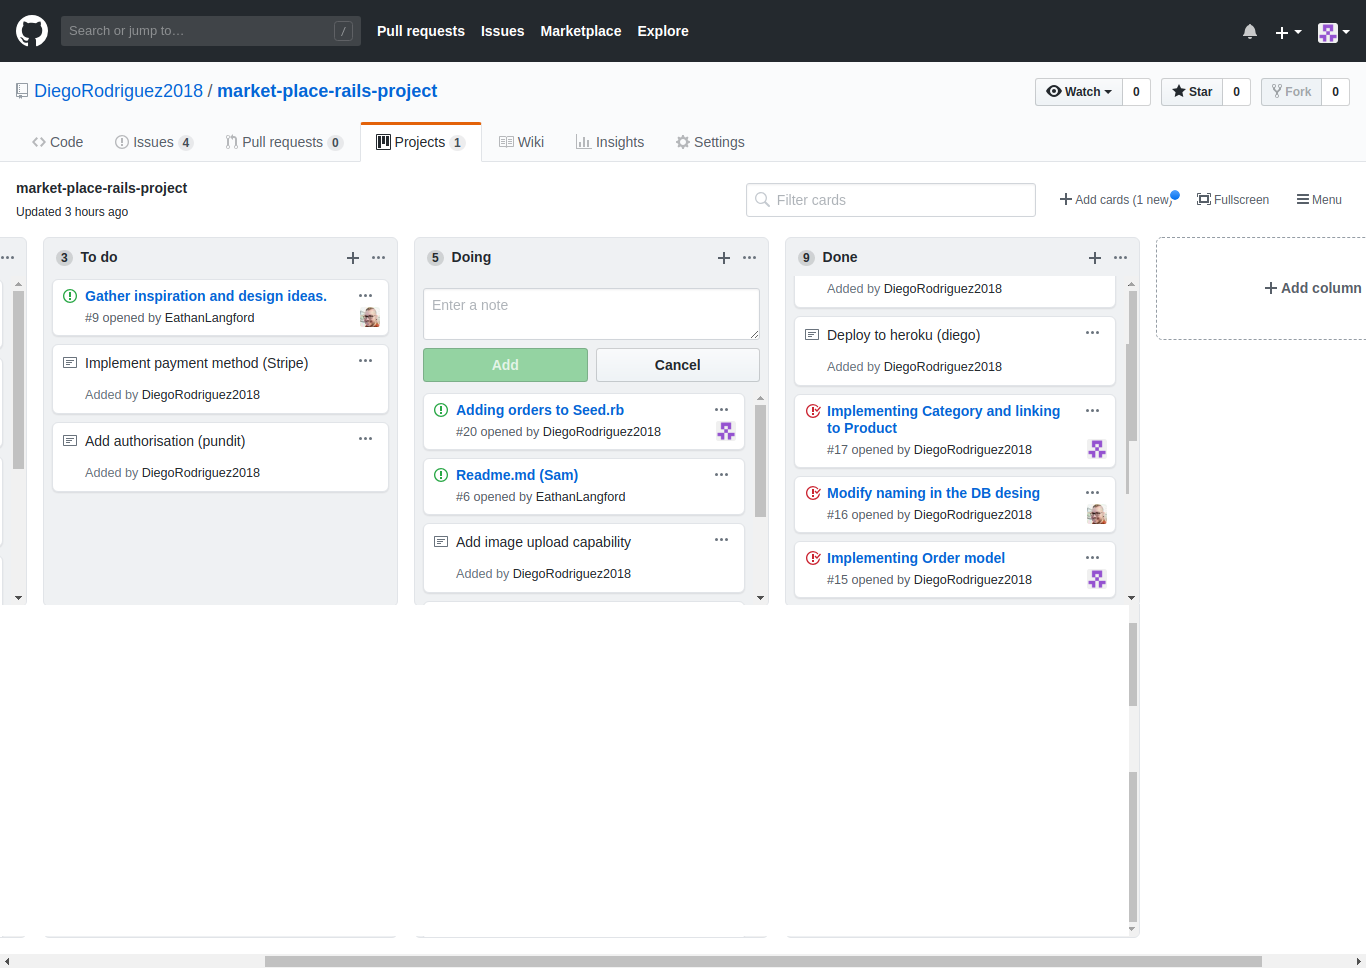 Search or jump to…
/
Pull requests
Issues
Marketplace
Explore
DiegoRodriguez2018 / market-place-rails-project
Watch 0
Star 0
Fork 0
Code
Issues 4
Pull requests 0
Projects 1
Wiki
Insights
Settings
market-place-rails-project
Updated 3 hours ago
Filter cards
Add cards (1 new)
Fullscreen
Menu
3 To do
Gather inspiration and design ideas.
#9 opened by EathanLangford
Implement payment method (Stripe)
Added by DiegoRodriguez2018
Add authorisation (pundit)
Added by DiegoRodriguez2018
5 Doing
Enter a note
Add
Cancel
Adding orders to Seed.rb
#20 opened by DiegoRodriguez2018
Readme.md (Sam)
#6 opened by EathanLangford
Add image upload capability
Added by DiegoRodriguez2018
9 Done
Added by DiegoRodriguez2018
Deploy to heroku (diego)
Added by DiegoRodriguez2018
Implementing Category and linking
to Product
#17 opened by DiegoRodriguez2018
Modify naming in the DB desing
#16 opened by DiegoRodriguez2018
Implementing Order model
#15 opened by DiegoRodriguez2018
Add column